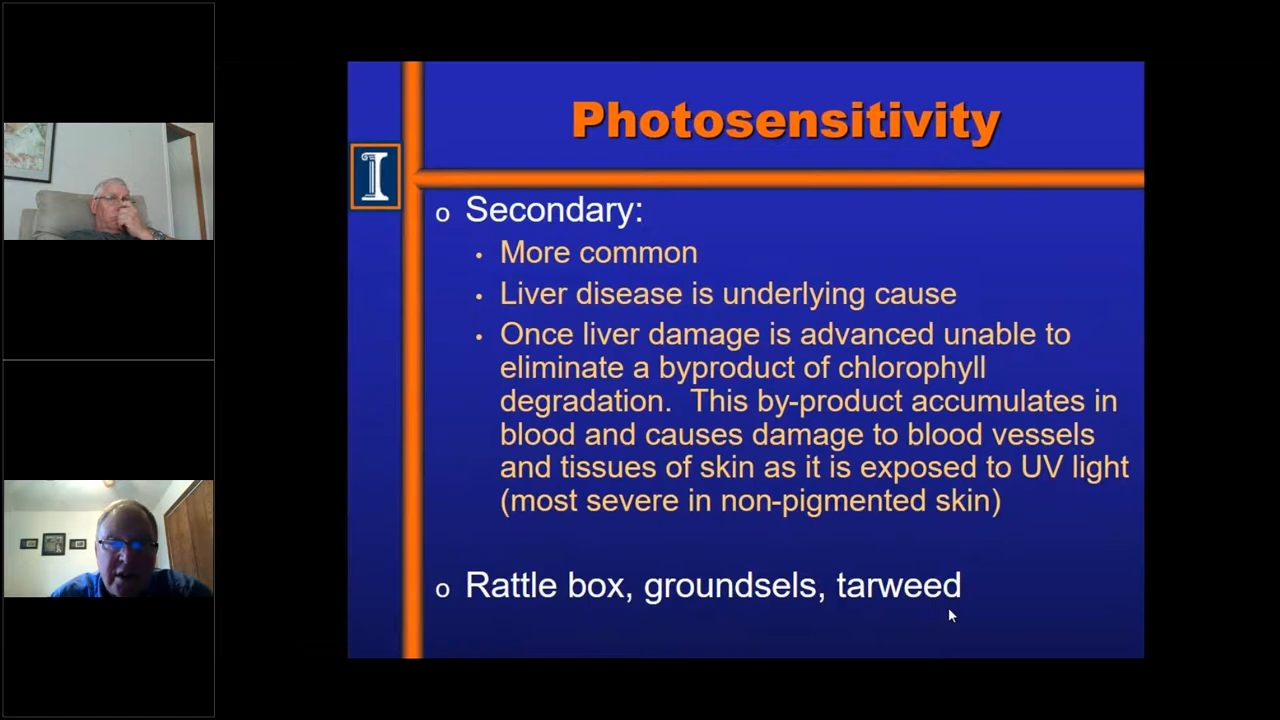 Photosensitivity
I
o Secondary:
• More common
• Liver disease is underlying cause
• Once liver damage is advanced unable to
eliminate a byproduct of chlorophyll
degradation.  This by-product accumulates in
blood and causes damage to blood vessels
and tissues of skin as it is exposed to UV light
(most severe in non-pigmented skin)
o Rattle box, groundsels, tarweed